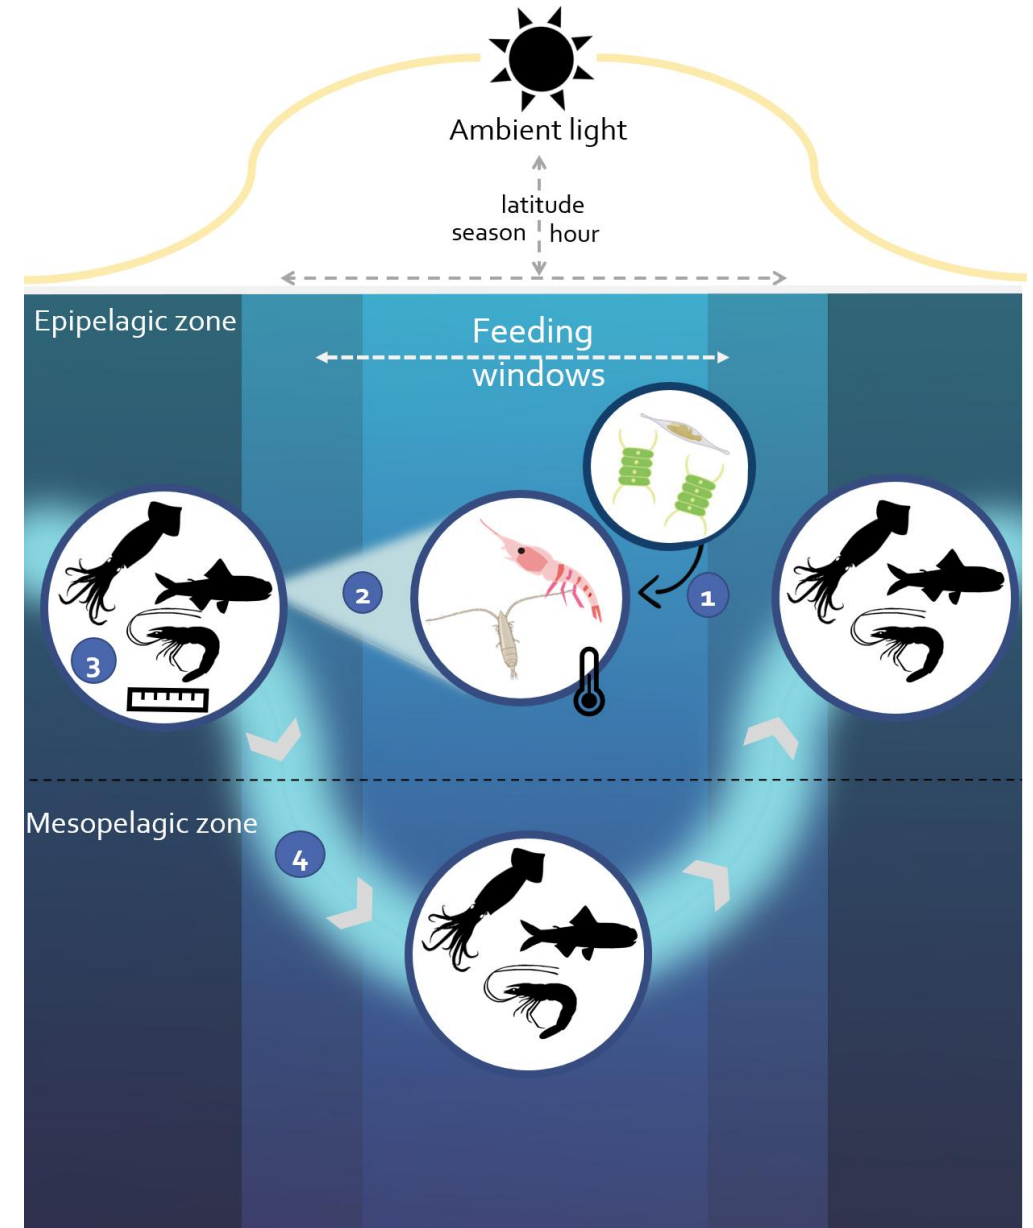 Ambient light
latitude
season hour
Epipelagic zone
Feeding
windows
2
1
3
Mesopelagic zone
4